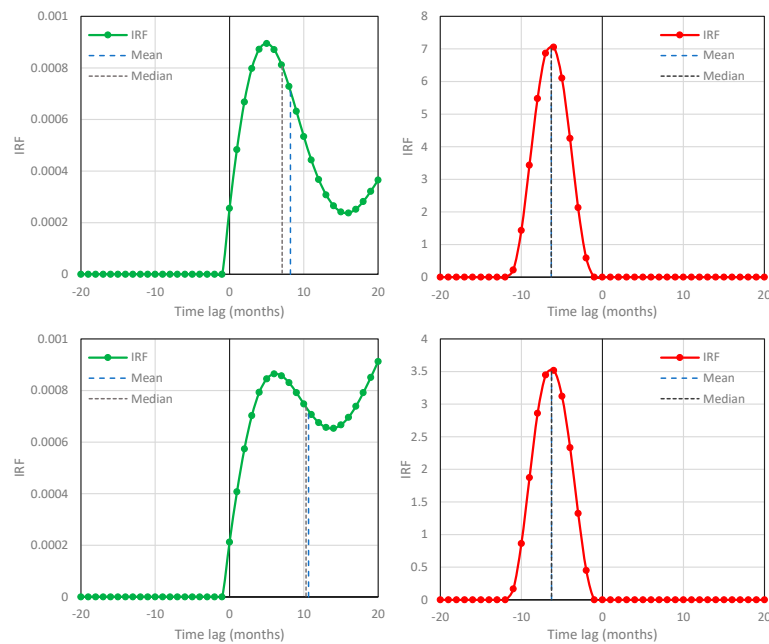 0.001
0.0008
0.0006
0.0004
0.0002
0
IRF
IRF
Mean
Median
-20 -10 0 10 20
Time lag (months)
8
7
6
5
4
3
2
1
0
IRF
IRF
Mean
Median
-20 -10 0 10 20
Time lag (months)
0.001
0.0008
0.0006
0.0004
0.0002
0
IRF
IRF
Mean
Median
-20 -10 0 10 20
Time lag (months)
4
3.5
3
2.5
2
1.5
1
0.5
0
IRF
IRF
Mean
Median
-20 -10 0 10 20
Time lag (months)